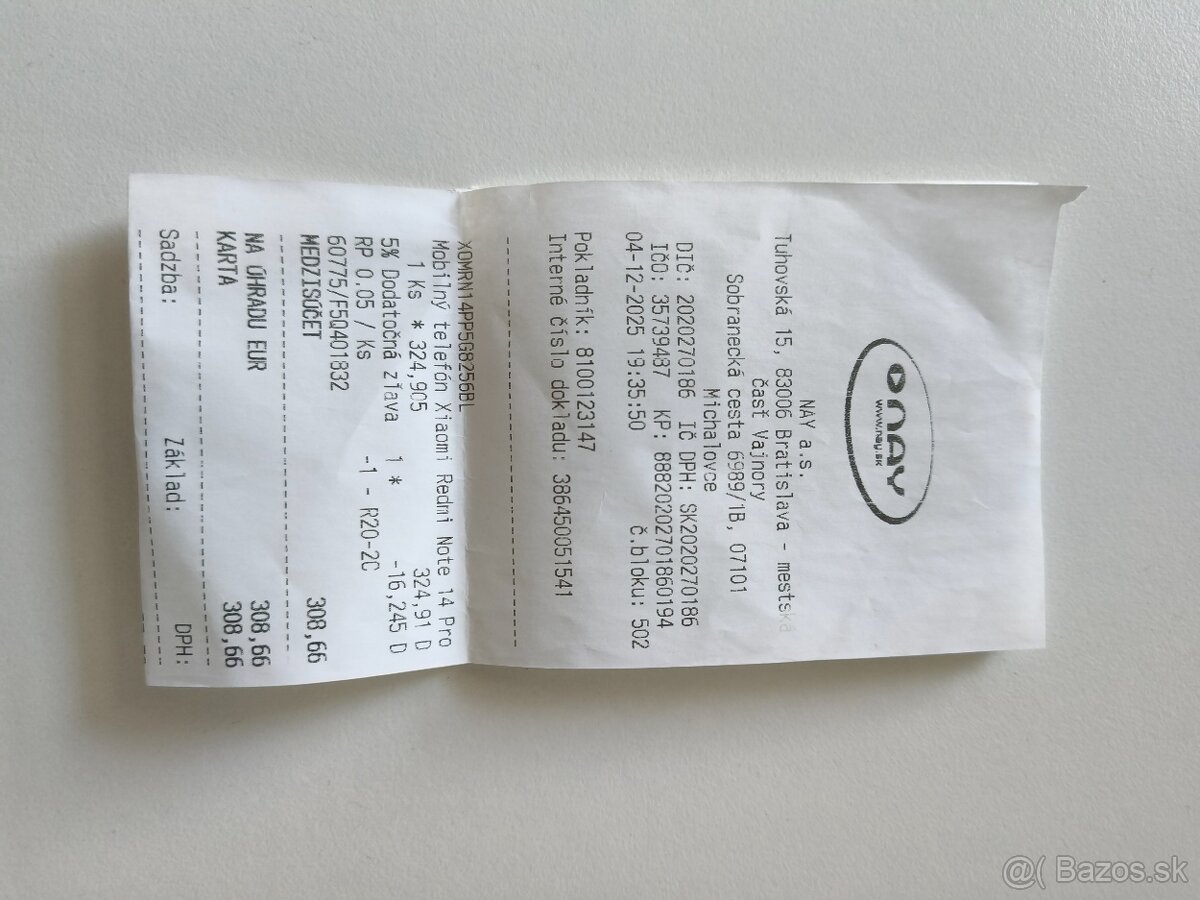 NAY
www.nay.sk
NAY a.s.
Tuhovská 15, 83006 Bratislava - mestská
časť Vajnory
Sobranecká cesta 6989/1B, 07101
Michalovce
DIČ: 2020270186 IČ DPH: SK2020270186
IČO: 35739487 KP: 88820202701860194
04-12-2025 19:35:50 č.bloku: 502
Pokladník: 8100123147
Interné číslo dokladu: 38645005 1541
XOMRN14PP5G8256BL
Mobilný telefón Xiaomi Redmi Note 14 Pro
1 Ks * 324,905 324,91 D
5% Dodatočná zľava 1 * -16,245 D
RP 0.05 / Ks -1 - R20-2C
60775/F5Q401832
MEDZISÚČET 308,66
NA ÚHRADU EUR 308,66
KARTA 308,66
Sadzba: Základ: DPH:
@( Bazos.sk